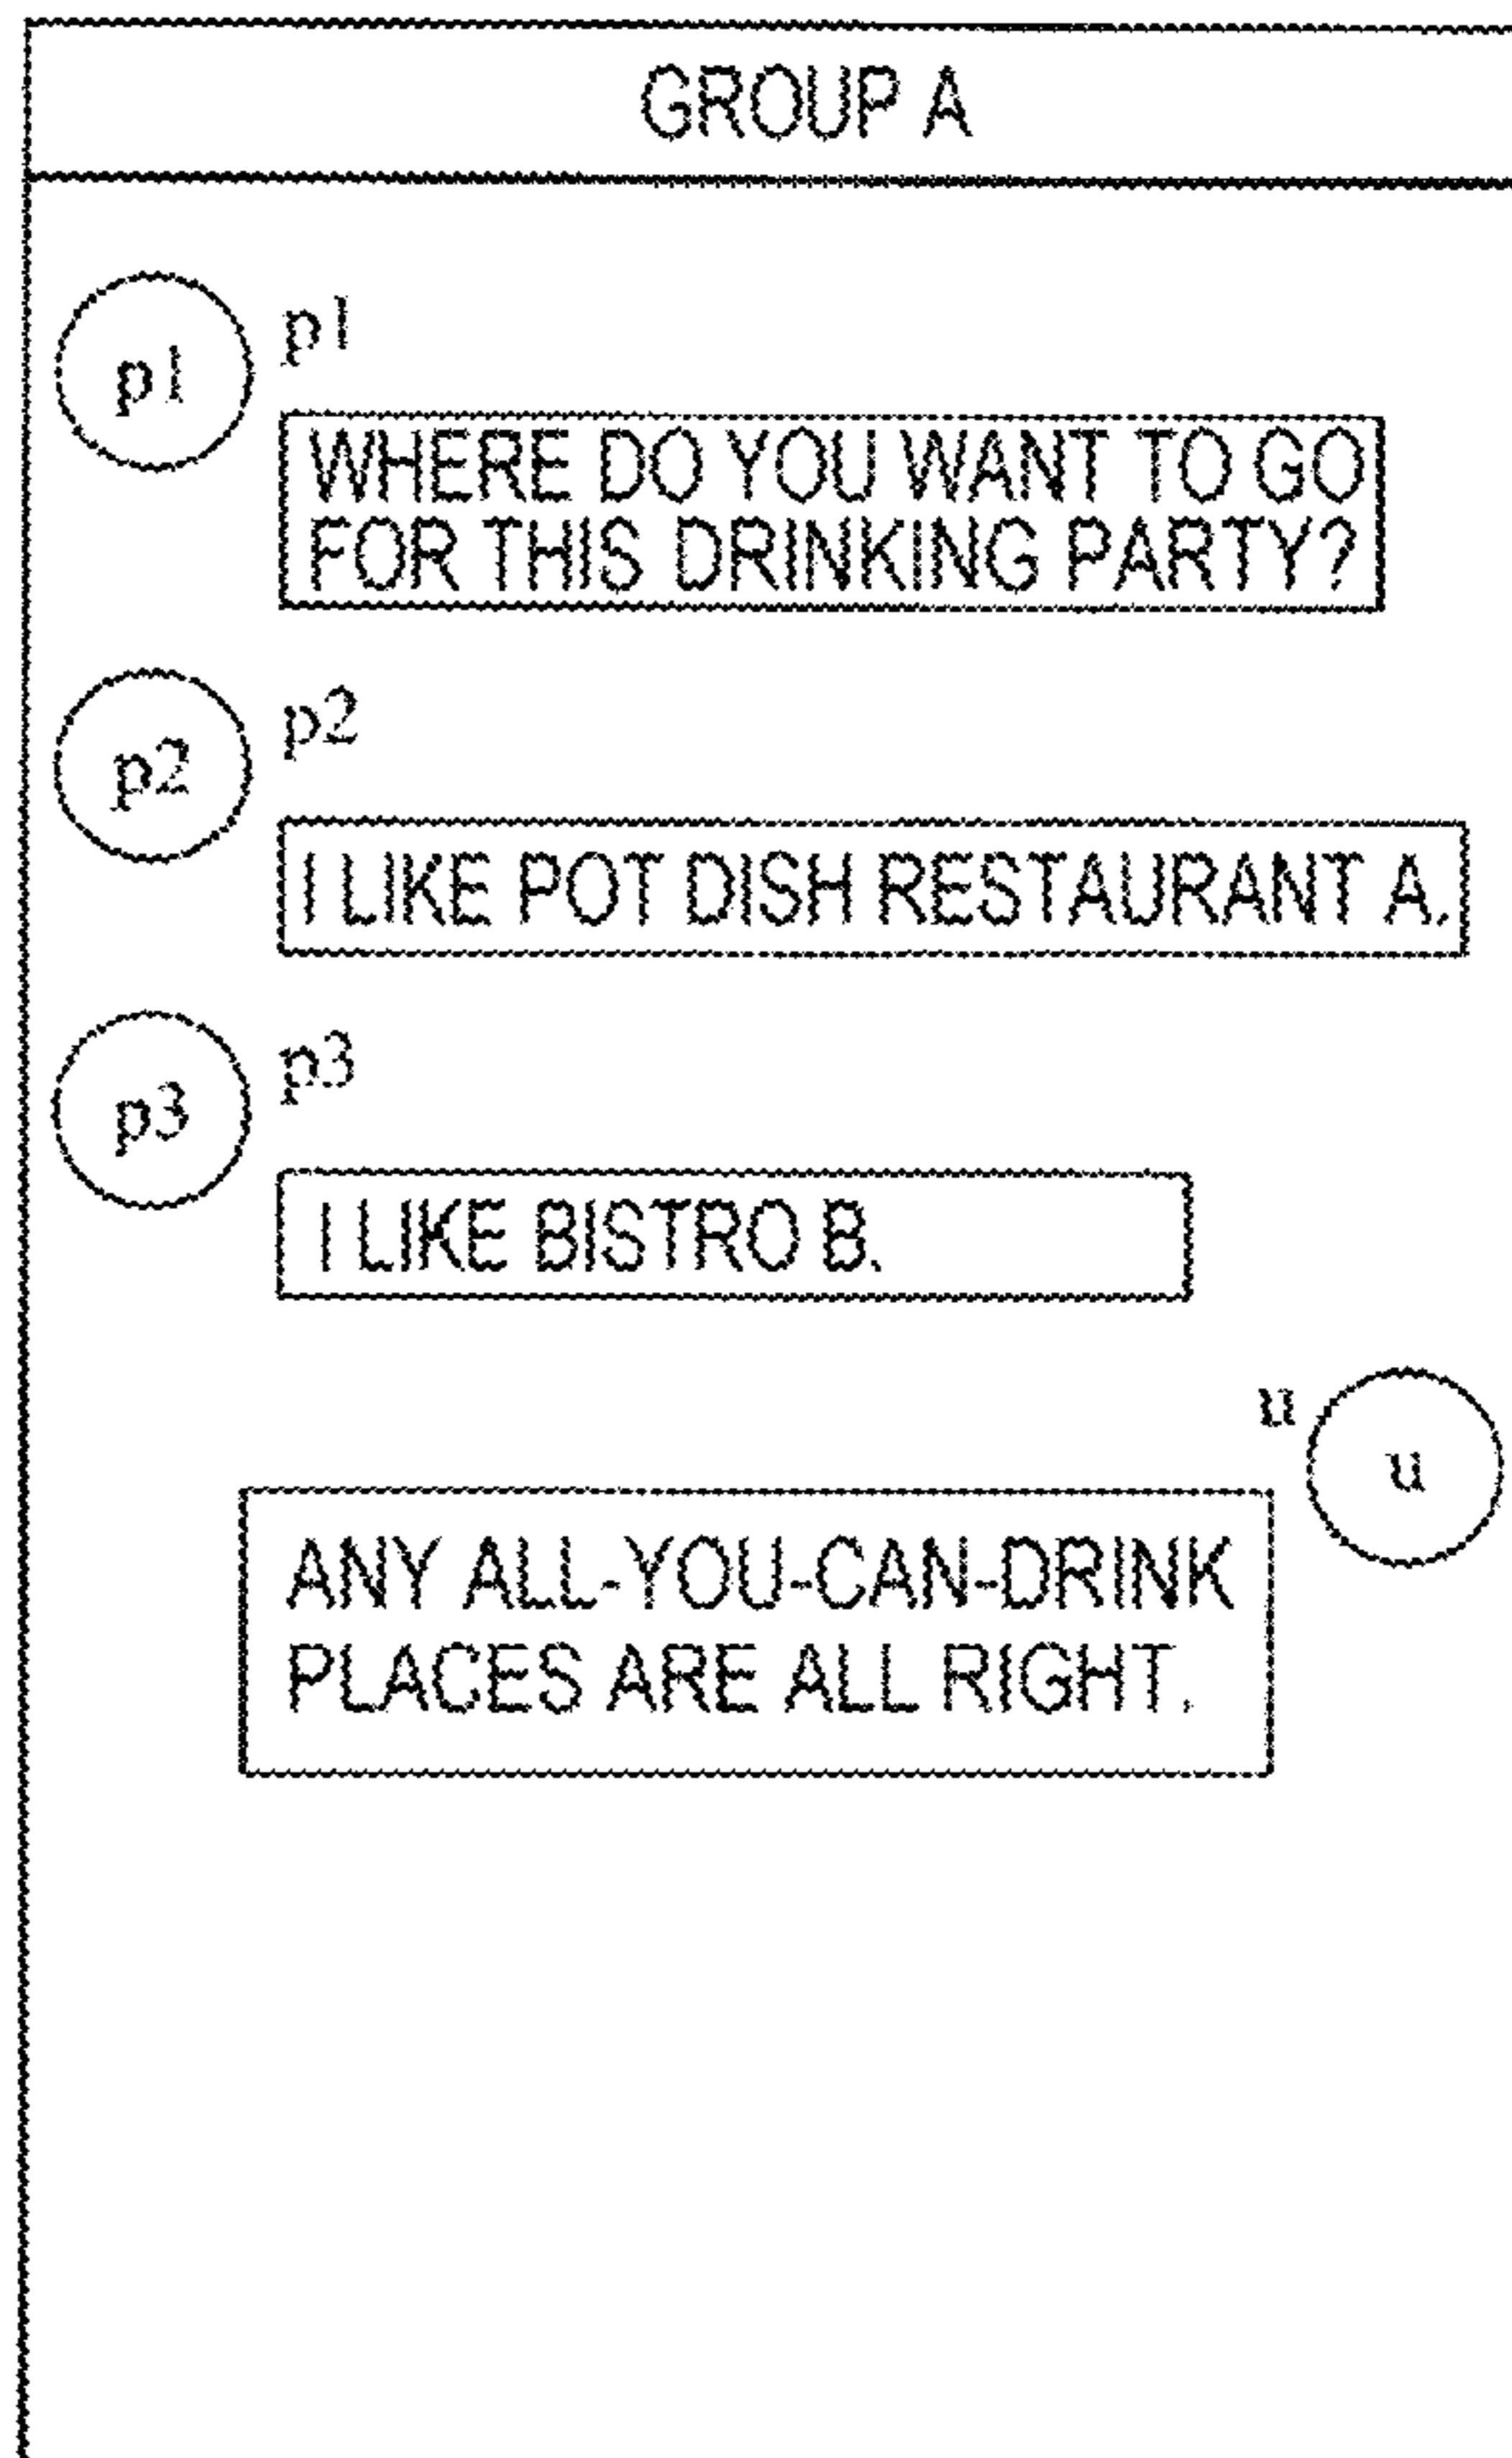 GROUP A
p1
p1
WHERE DO YOU WANT TO GO
FOR THIS DRINKING PARTY?
p2
p2
I LIKE POT DISH RESTAURANT A.
p3
p3
I LIKE BISTRO B.
u
u
ANY ALL-YOU-CAN-DRINK
PLACES ARE ALL RIGHT.